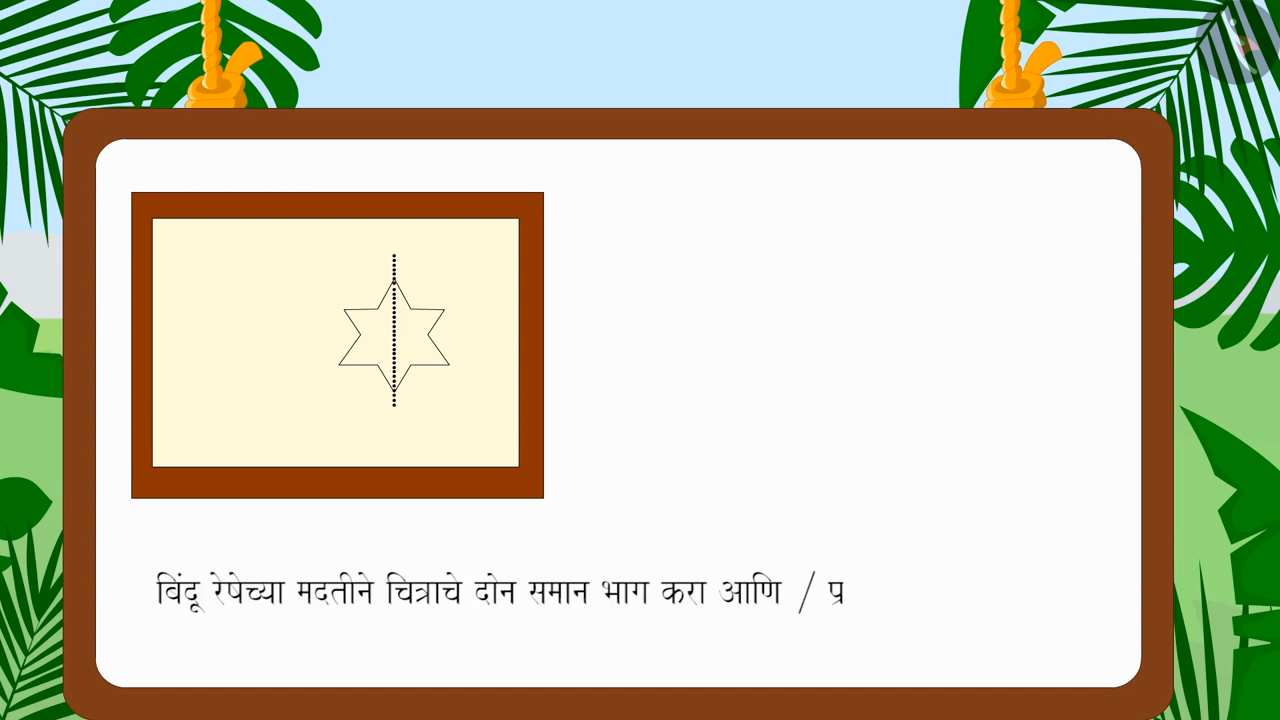 विंदू रेषेच्या मदतीने चित्राचे दोन समान भाग करा आणि / प्र